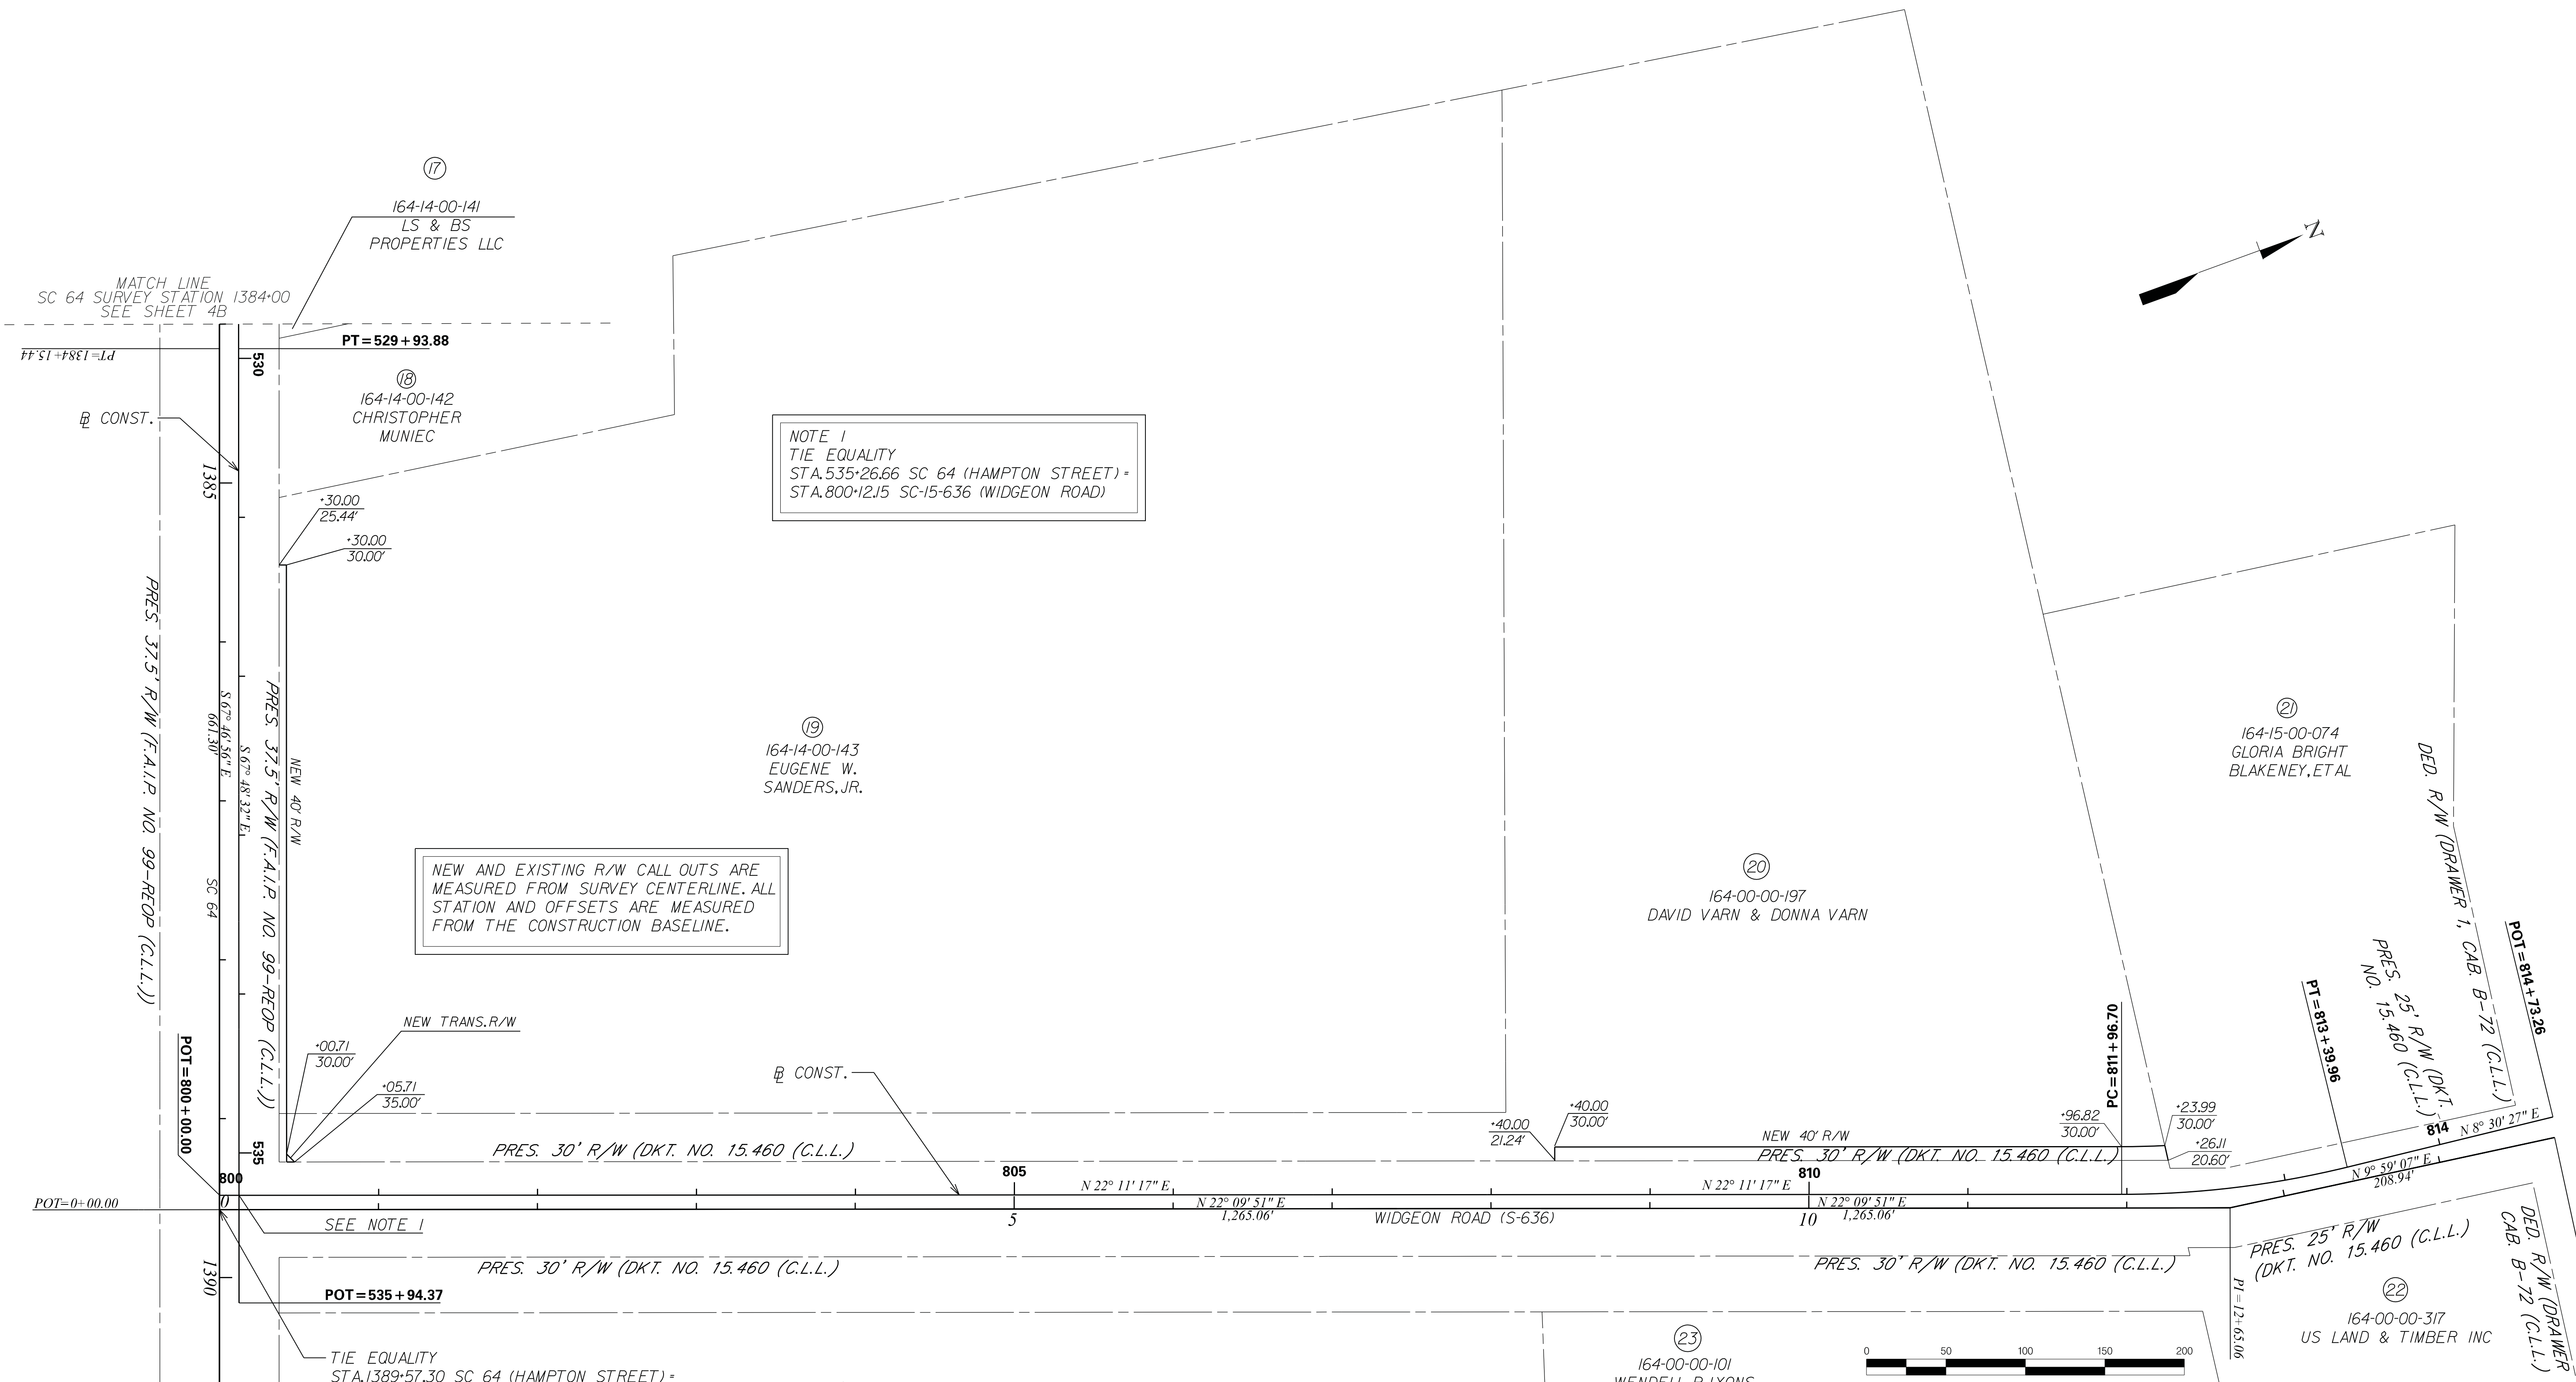 17
164-14-00-141
LS & BS
PROPERTIES LLC
MATCH LINE
SC 64 SURVEY STATION 1384+00
SEE SHEET 4B
PT=1384+15.44
PT=529+93.88
530
18
164-14-00-142
CHRISTOPHER
MUNIEC
BL CONST.
1385
+30.00
25.44'
+30.00
30.00'
NOTE 1
TIE EQUALITY
STA.535+26.66 SC 64 (HAMPTON STREET) =
STA.800+12.15 SC-15-636 (WIDGEON ROAD)
N
PRES. 37.5' R/W (F.A.I.P. NO. 99-REOP (C.L.L.))
S 67° 46' 56" E
661.30'
S 67° 48' 32" E
PRES. 37.5' R/W (F.A.I.P. NO. 99-REOP (C.L.L.))
NEW 40' R/W
SC 64
19
164-14-00-143
EUGENE W.
SANDERS,JR.
NEW AND EXISTING R/W CALL OUTS ARE
MEASURED FROM SURVEY CENTERLINE. ALL
STATION AND OFFSETS ARE MEASURED
FROM THE CONSTRUCTION BASELINE.
20
164-00-00-197
DAVID VARN & DONNA VARN
21
164-15-00-074
GLORIA BRIGHT
BLAKENEY,ETAL
DED. R/W (DRAWER 1, CAB. B-72 (C.L.L.)
PRES. 25' R/W (DKT.
NO. 15.460 (C.L.L.)
POT=814+73.26
PT=813+39.96
PC=811+96.70
POT=800+00.00
NEW TRANS.R/W
+00.71
30.00'
+05.71
35.00'
BL CONST.
535
PRES. 30' R/W (DKT. NO. 15.460 (C.L.L.)
+40.00
21.24'
+40.00
30.00'
NEW 40' R/W
PRES. 30' R/W (DKT. NO. 15.460 (C.L.L.)
+96.82
30.00'
+23.99
30.00'
+26.11
20.60'
814
N 8° 30' 27" E
800
805
N 22° 11' 17" E
810
N 22° 11' 17" E
N 9° 59' 07" E
208.94'
POT=0+00.00
0
N 22° 09' 51" E
1,265.06'
N 22° 09' 51" E
1,265.06'
5
WIDGEON ROAD (S-636)
10
SEE NOTE 1
1390
PRES. 30' R/W (DKT. NO. 15.460 (C.L.L.)
PRES. 30' R/W (DKT. NO. 15.460 (C.L.L.)
PRES. 25' R/W
(DKT. NO. 15.460 (C.L.L.)
DED. R/W (DRAWER
CAB. B-72 (C.L.L.)
POT=535+94.37
PI=12+65.06
22
164-00-00-317
US LAND & TIMBER INC
23
164-00-00-101
WENDELL P LYONS
0 50 100 150 200
TIE EQUALITY
STA.1389+57.30 SC 64 (HAMPTON STREET) =